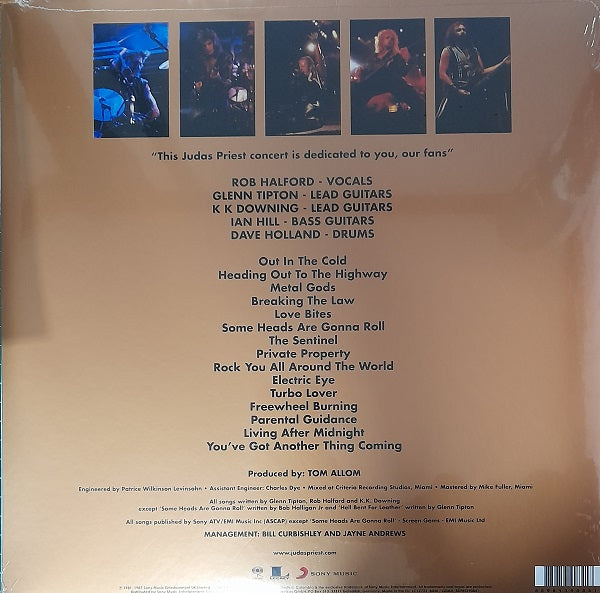 "This Judas Priest concert is dedicated to you, our fans"
ROB HALFORD - VOCALS
GLENN TIPTON - LEAD GUITARS
K K DOWNING - LEAD GUITARS
IAN HILL - BASS GUITARS
DAVE HOLLAND - DRUMS
Out In The Cold
Heading Out To The Highway
Metal Gods
Breaking The Law
Love Bites
Some Heads Are Gonna Roll
The Sentinel
Private Property
Rock You All Around The World
Electric Eye
Turbo Lover
Freewheel Burning
Parental Guidance
Living After Midnight
You've Got Another Thing Coming
Produced by: TOM ALLOM
Engineered by Patrice Wilkinson Levinsohn • Assistant Engineer: Charles Dye • Mixed at Criteria Recording Studios, Miami • Mastered by Mike Fuller, Miami
All songs written by Glenn Tipton, Rob Halford and K.K. Downing
except 'Some Heads Are Gonna Roll' written by Bob Halligan Jr and 'Hell Bent For Leather' written by Glenn Tipton
All songs published by Sony ATV/EMI Music Inc (ASCAP) except 'Some Heads Are Gonna Roll' - Screen Gems - EMI Music Ltd
MANAGEMENT: BILL CURBISHLEY and JAYNE ANDREWS
www.judaspriest.com
SONY MUSIC